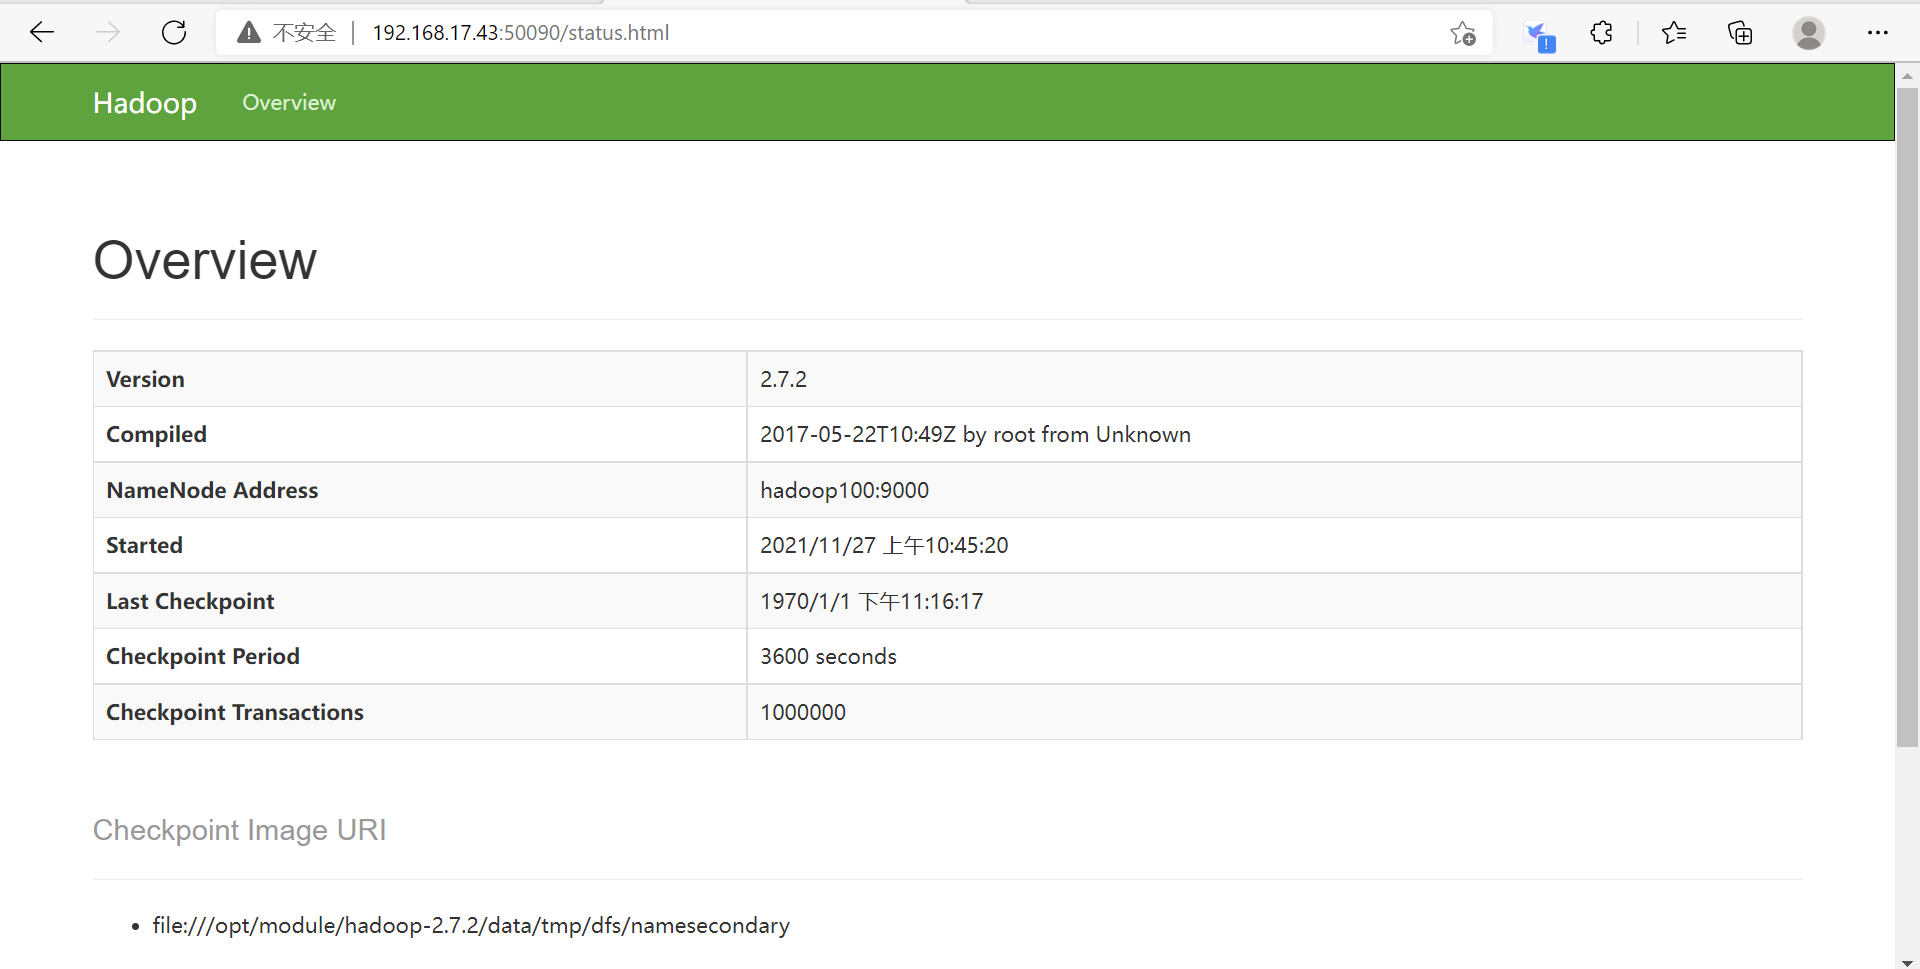 不安全 192.168.17.43:50090/status.html
Hadoop Overview
Overview
Version 2.7.2
Compiled 2017-05-22T10:49Z by root from Unknown
NameNode Address hadoop100:9000
Started 2021/11/27 上午10:45:20
Last Checkpoint 1970/1/1 下午11:16:17
Checkpoint Period 3600 seconds
Checkpoint Transactions 1000000
Checkpoint Image URI
file:///opt/module/hadoop-2.7.2/data/tmp/dfs/namesecondary